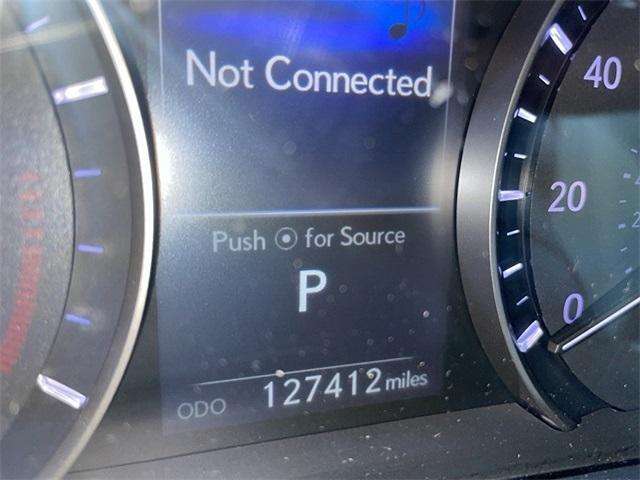 Not Connected
Push for Source
P
ODO 127412 miles
40
20
0